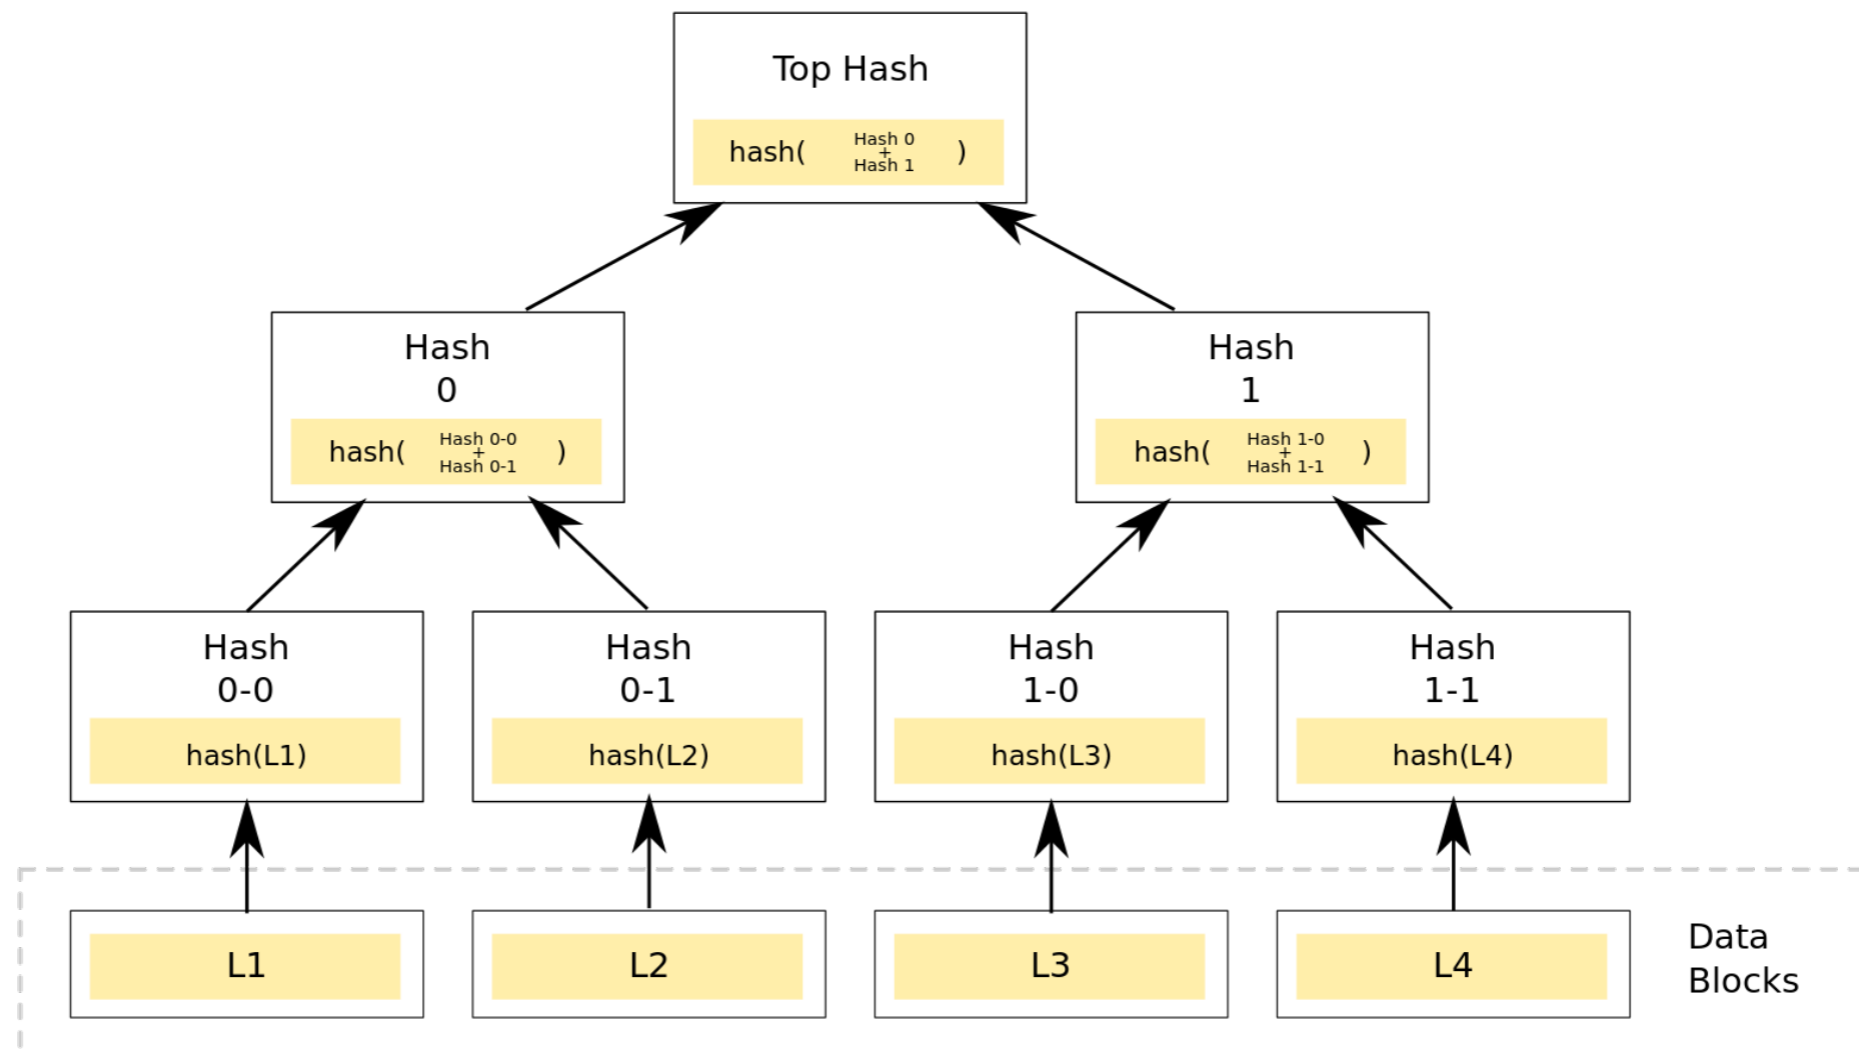 Top Hash
hash( Hash 0 + Hash 1 )
Hash
0
hash( Hash 0-0 + Hash 0-1 )
Hash
1
hash( Hash 1-0 + Hash 1-1 )
Hash
0-0
hash(L1)
Hash
0-1
hash(L2)
Hash
1-0
hash(L3)
Hash
1-1
hash(L4)
L1
L2
L3
L4
Data
Blocks